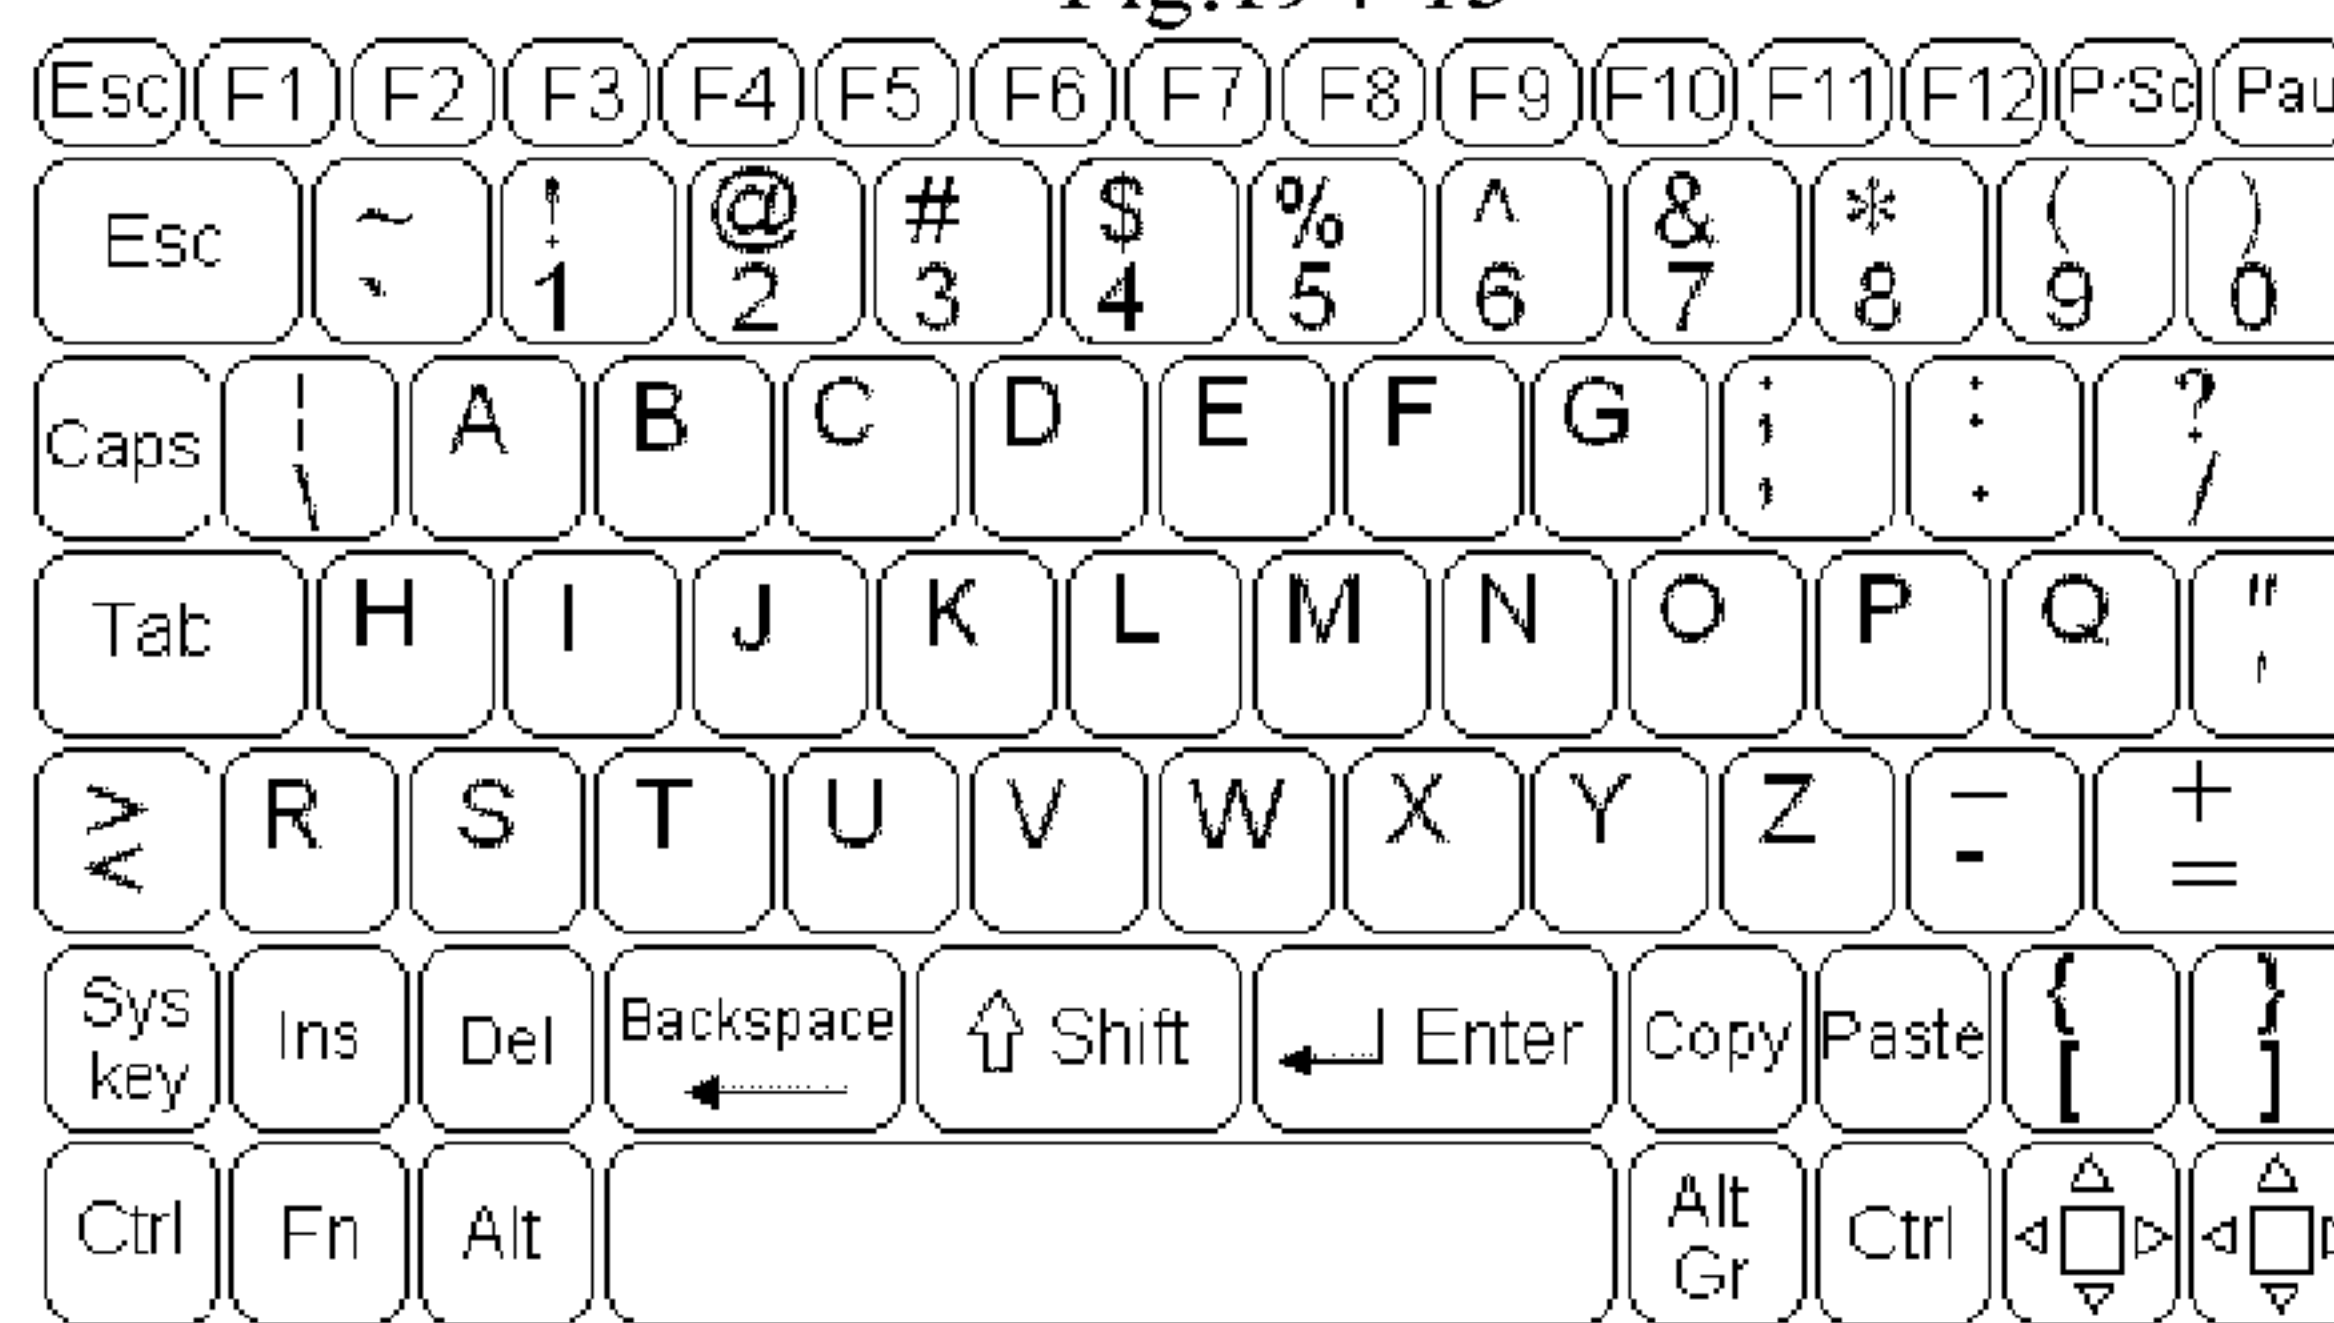 Esc F1 F2 F3 F4 F5 F6 F7 F8 F9 F10 F11 F12 PrSc Pau
Esc ~ ` ! 1 @ 2 # 3 $ 4 % 5 ^ 6 & 7 * 8 ( 9 ) 0
Caps | \ A B C D E F G ; , : . ? /
Tab H I J K L M N O P Q " '
> < R S T U V W X Y Z — - + =
Sys key Ins Del Backspace Shift Enter Copy Paste { [ } ]
Ctrl Fn Alt Alt Gr Ctrl